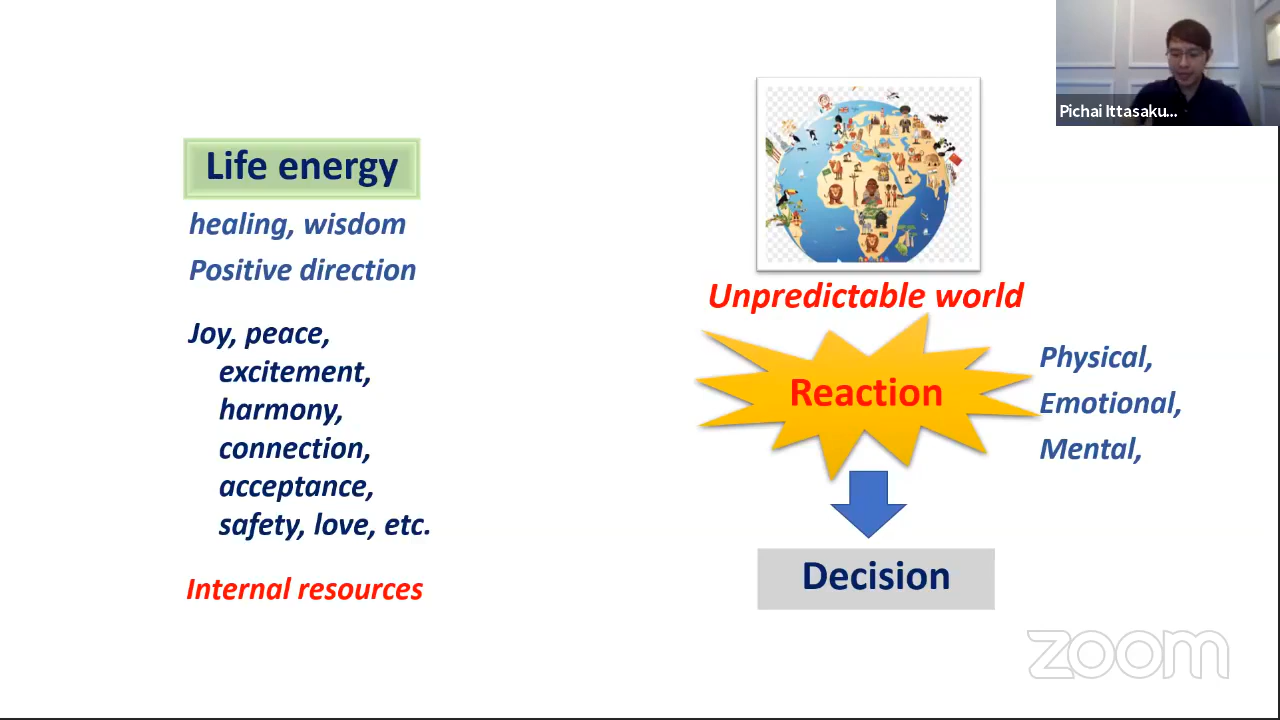 Pichai Ittasaku...
Life energy
healing, wisdom
Positive direction
Joy, peace,
excitement,
harmony,
connection,
acceptance,
safety, love, etc.
Internal resources
Unpredictable world
Reaction
Physical,
Emotional,
Mental,
Decision
zoom